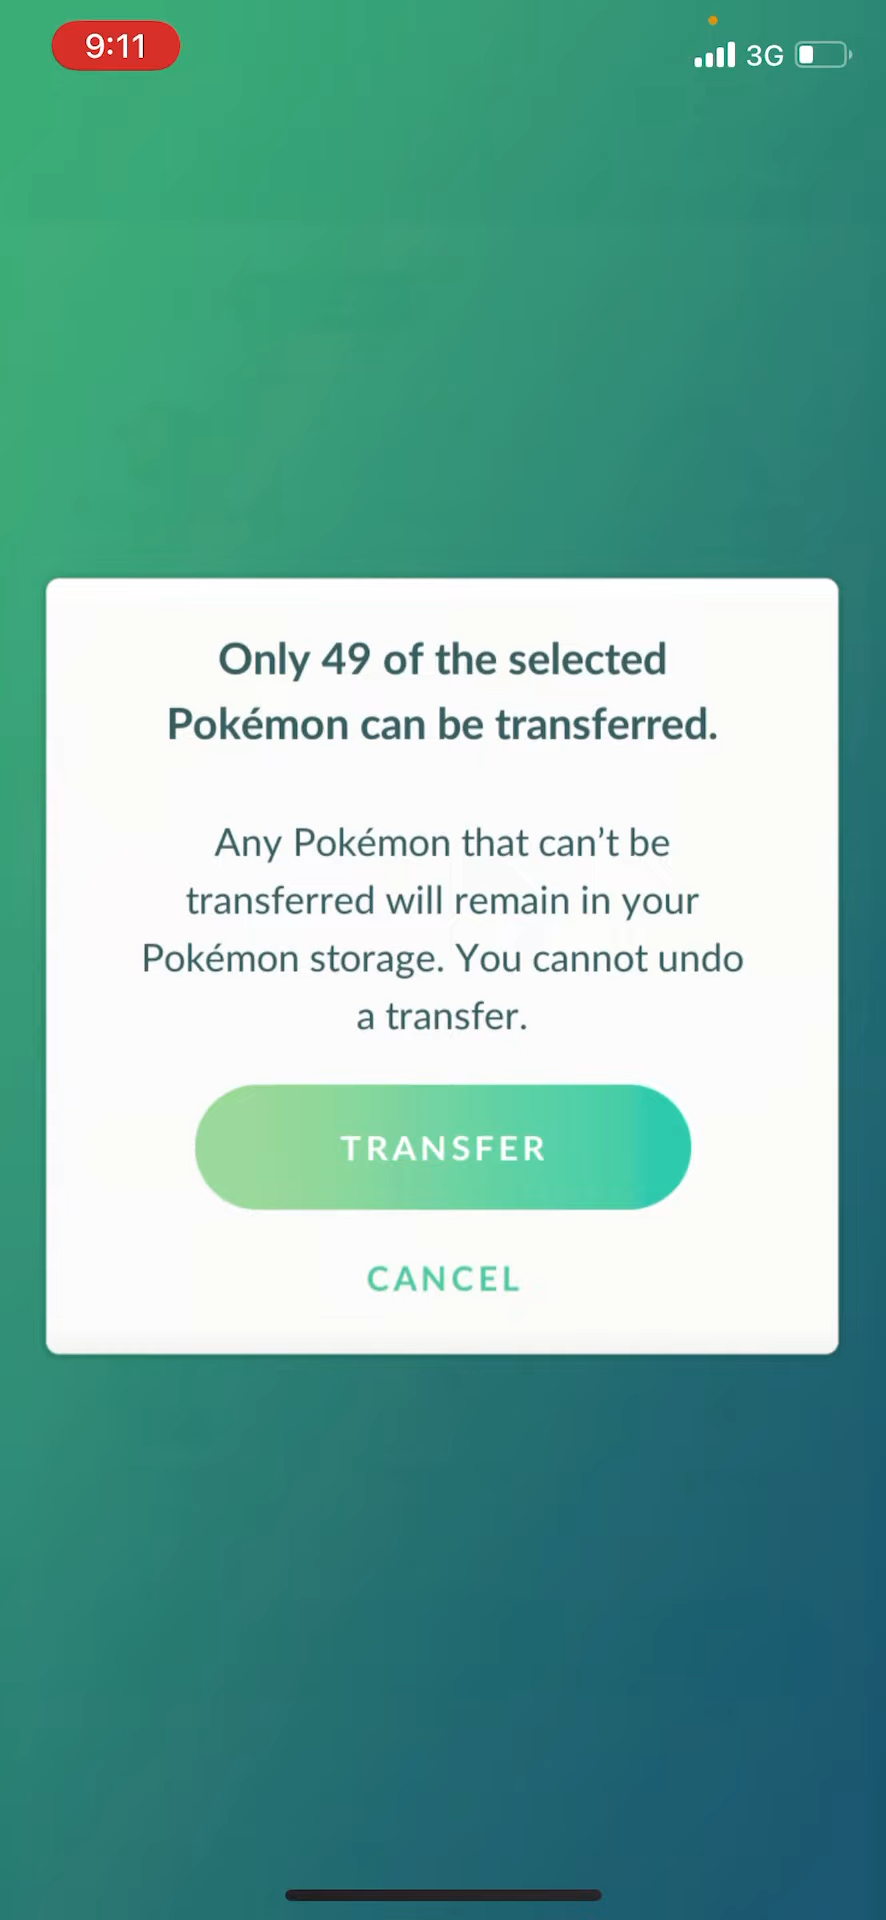 9:11
3G
Only 49 of the selected
Pokémon can be transferred.
Any Pokémon that can’t be
transferred will remain in your
Pokémon storage. You cannot undo
a transfer.
TRANSFER
CANCEL